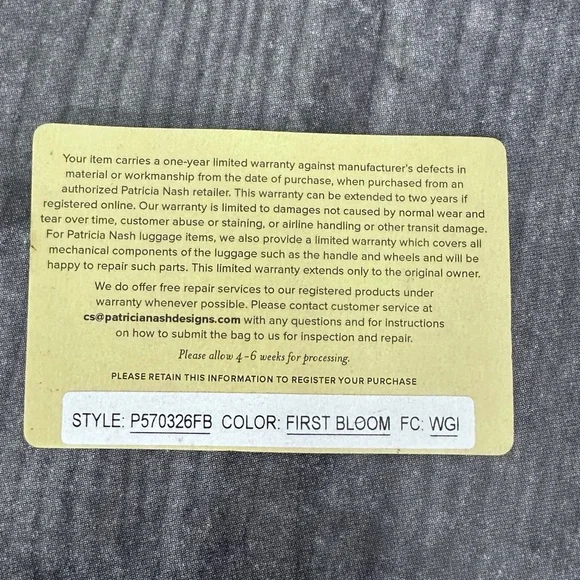 Your item carries a one-year limited warranty against manufacturer's defects in
material or workmanship from the date of purchase, when purchased from an
authorized Patricia Nash retailer. This warranty can be extended to two years if
registered online. Our warranty is limited to damages not caused by normal wear and
tear over time, customer abuse or staining, or airline handling or other transit damage.
For Patricia Nash luggage items, we also provide a limited warranty which covers all
mechanical components of the luggage such as the handle and wheels and will be
happy to repair such parts. This limited warranty extends only to the original owner.
We do offer free repair services to our registered products under
warranty whenever possible. Please contact customer service at
cs@patricianashdesigns.com with any questions and for instructions
on how to submit the bag to us for inspection and repair.
Please allow 4-6 weeks for processing.
PLEASE RETAIN THIS INFORMATION TO REGISTER YOUR PURCHASE
STYLE: P570326FB COLOR: FIRST BLOOM FC: WGI